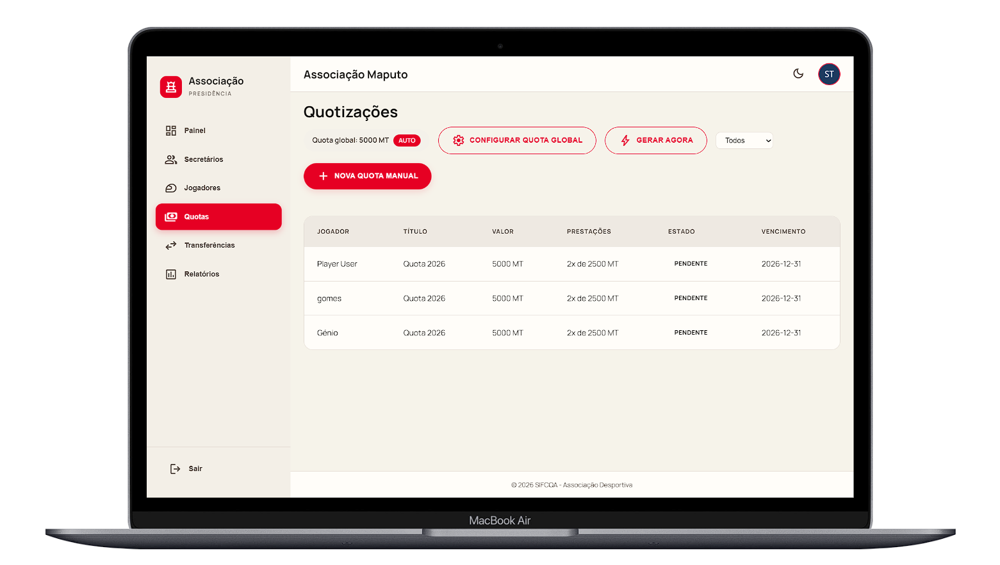 Associação
PRESIDÊNCIA
Painel
Secretários
Jogadores
Quotas
Transferências
Relatórios
Sair
Associação Maputo
ST
Quotizações
Quota global: 5000 MT AUTO
CONFIGURAR QUOTA GLOBAL
GERAR AGORA
Todos
NOVA QUOTA MANUAL
JOGADOR TÍTULO VALOR PRESTAÇÕES ESTADO VENCIMENTO
Player User Quota 2026 5000 MT 2x de 2500 MT PENDENTE 2026-12-31
gomes Quota 2026 5000 MT 2x de 2500 MT PENDENTE 2026-12-31
Génio Quota 2026 5000 MT 2x de 2500 MT PENDENTE 2026-12-31
© 2026 SIFCQA - Associação Desportiva
MacBook Air